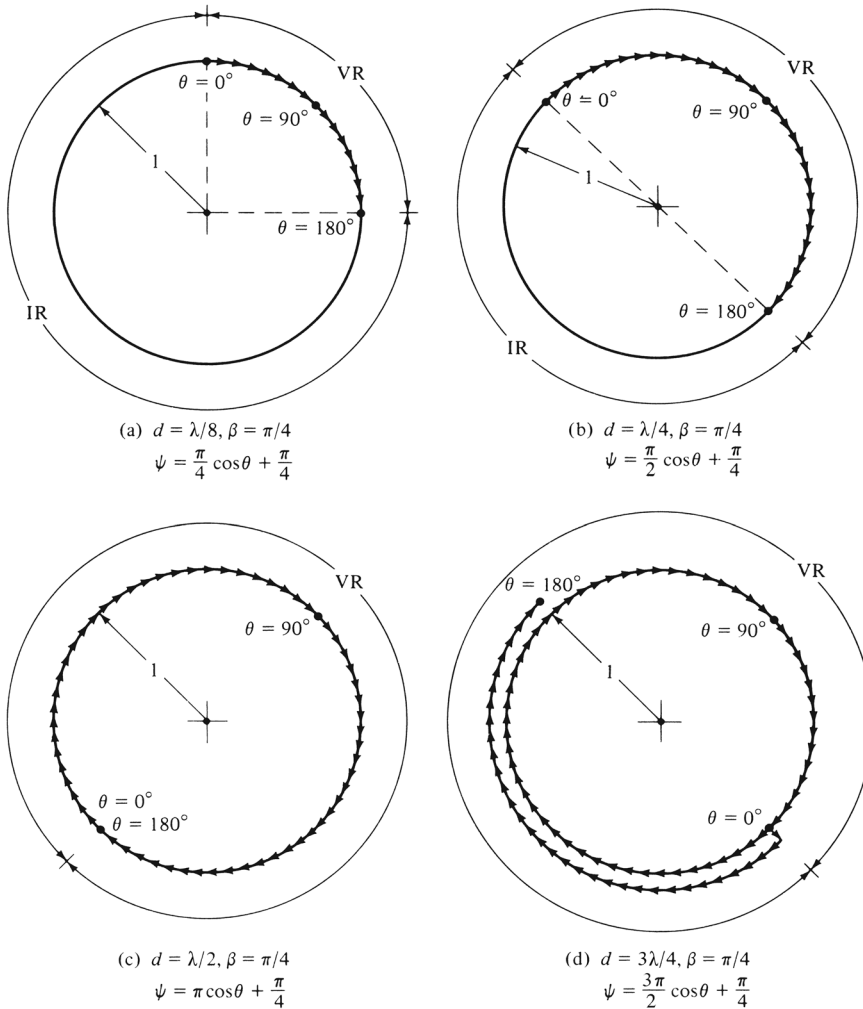 VR
θ = 0°
θ = 90°
1
θ = 180°
IR
(a) d = λ/8, β = π/4
ψ = π/4 cosθ + π/4
VR
θ = 0°
θ = 90°
1
θ = 180°
IR
(b) d = λ/4, β = π/4
ψ = π/2 cosθ + π/4
VR
θ = 90°
1
θ = 0°
θ = 180°
(c) d = λ/2, β = π/4
ψ = πcosθ + π/4
VR
θ = 180°
θ = 90°
1
θ = 0°
(d) d = 3λ/4, β = π/4
ψ = 3π/2 cosθ + π/4